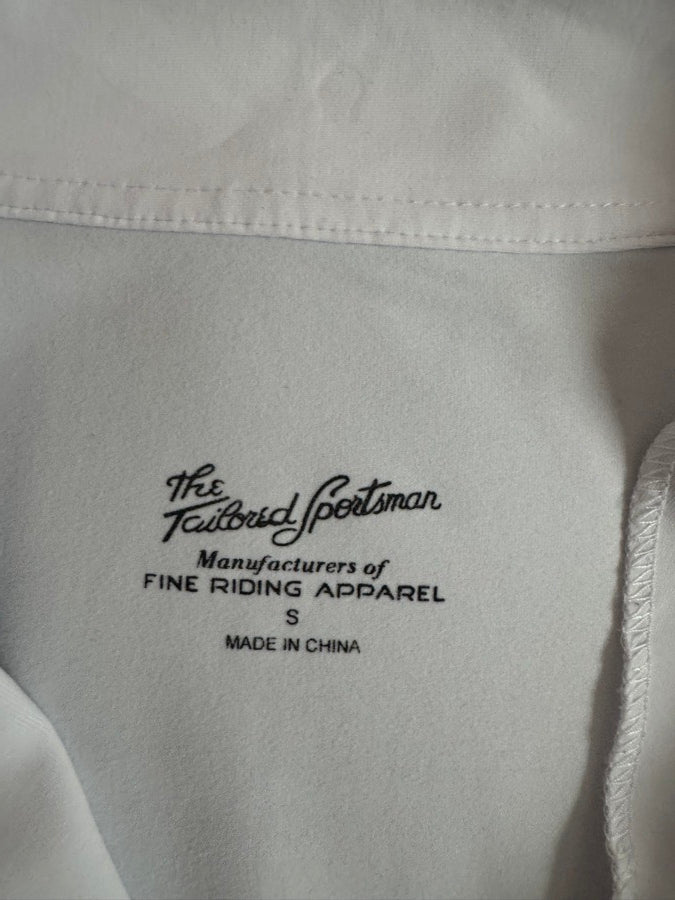 The
Tailored Sportsman
Manufacturers of
FINE RIDING APPAREL
S
MADE IN CHINA